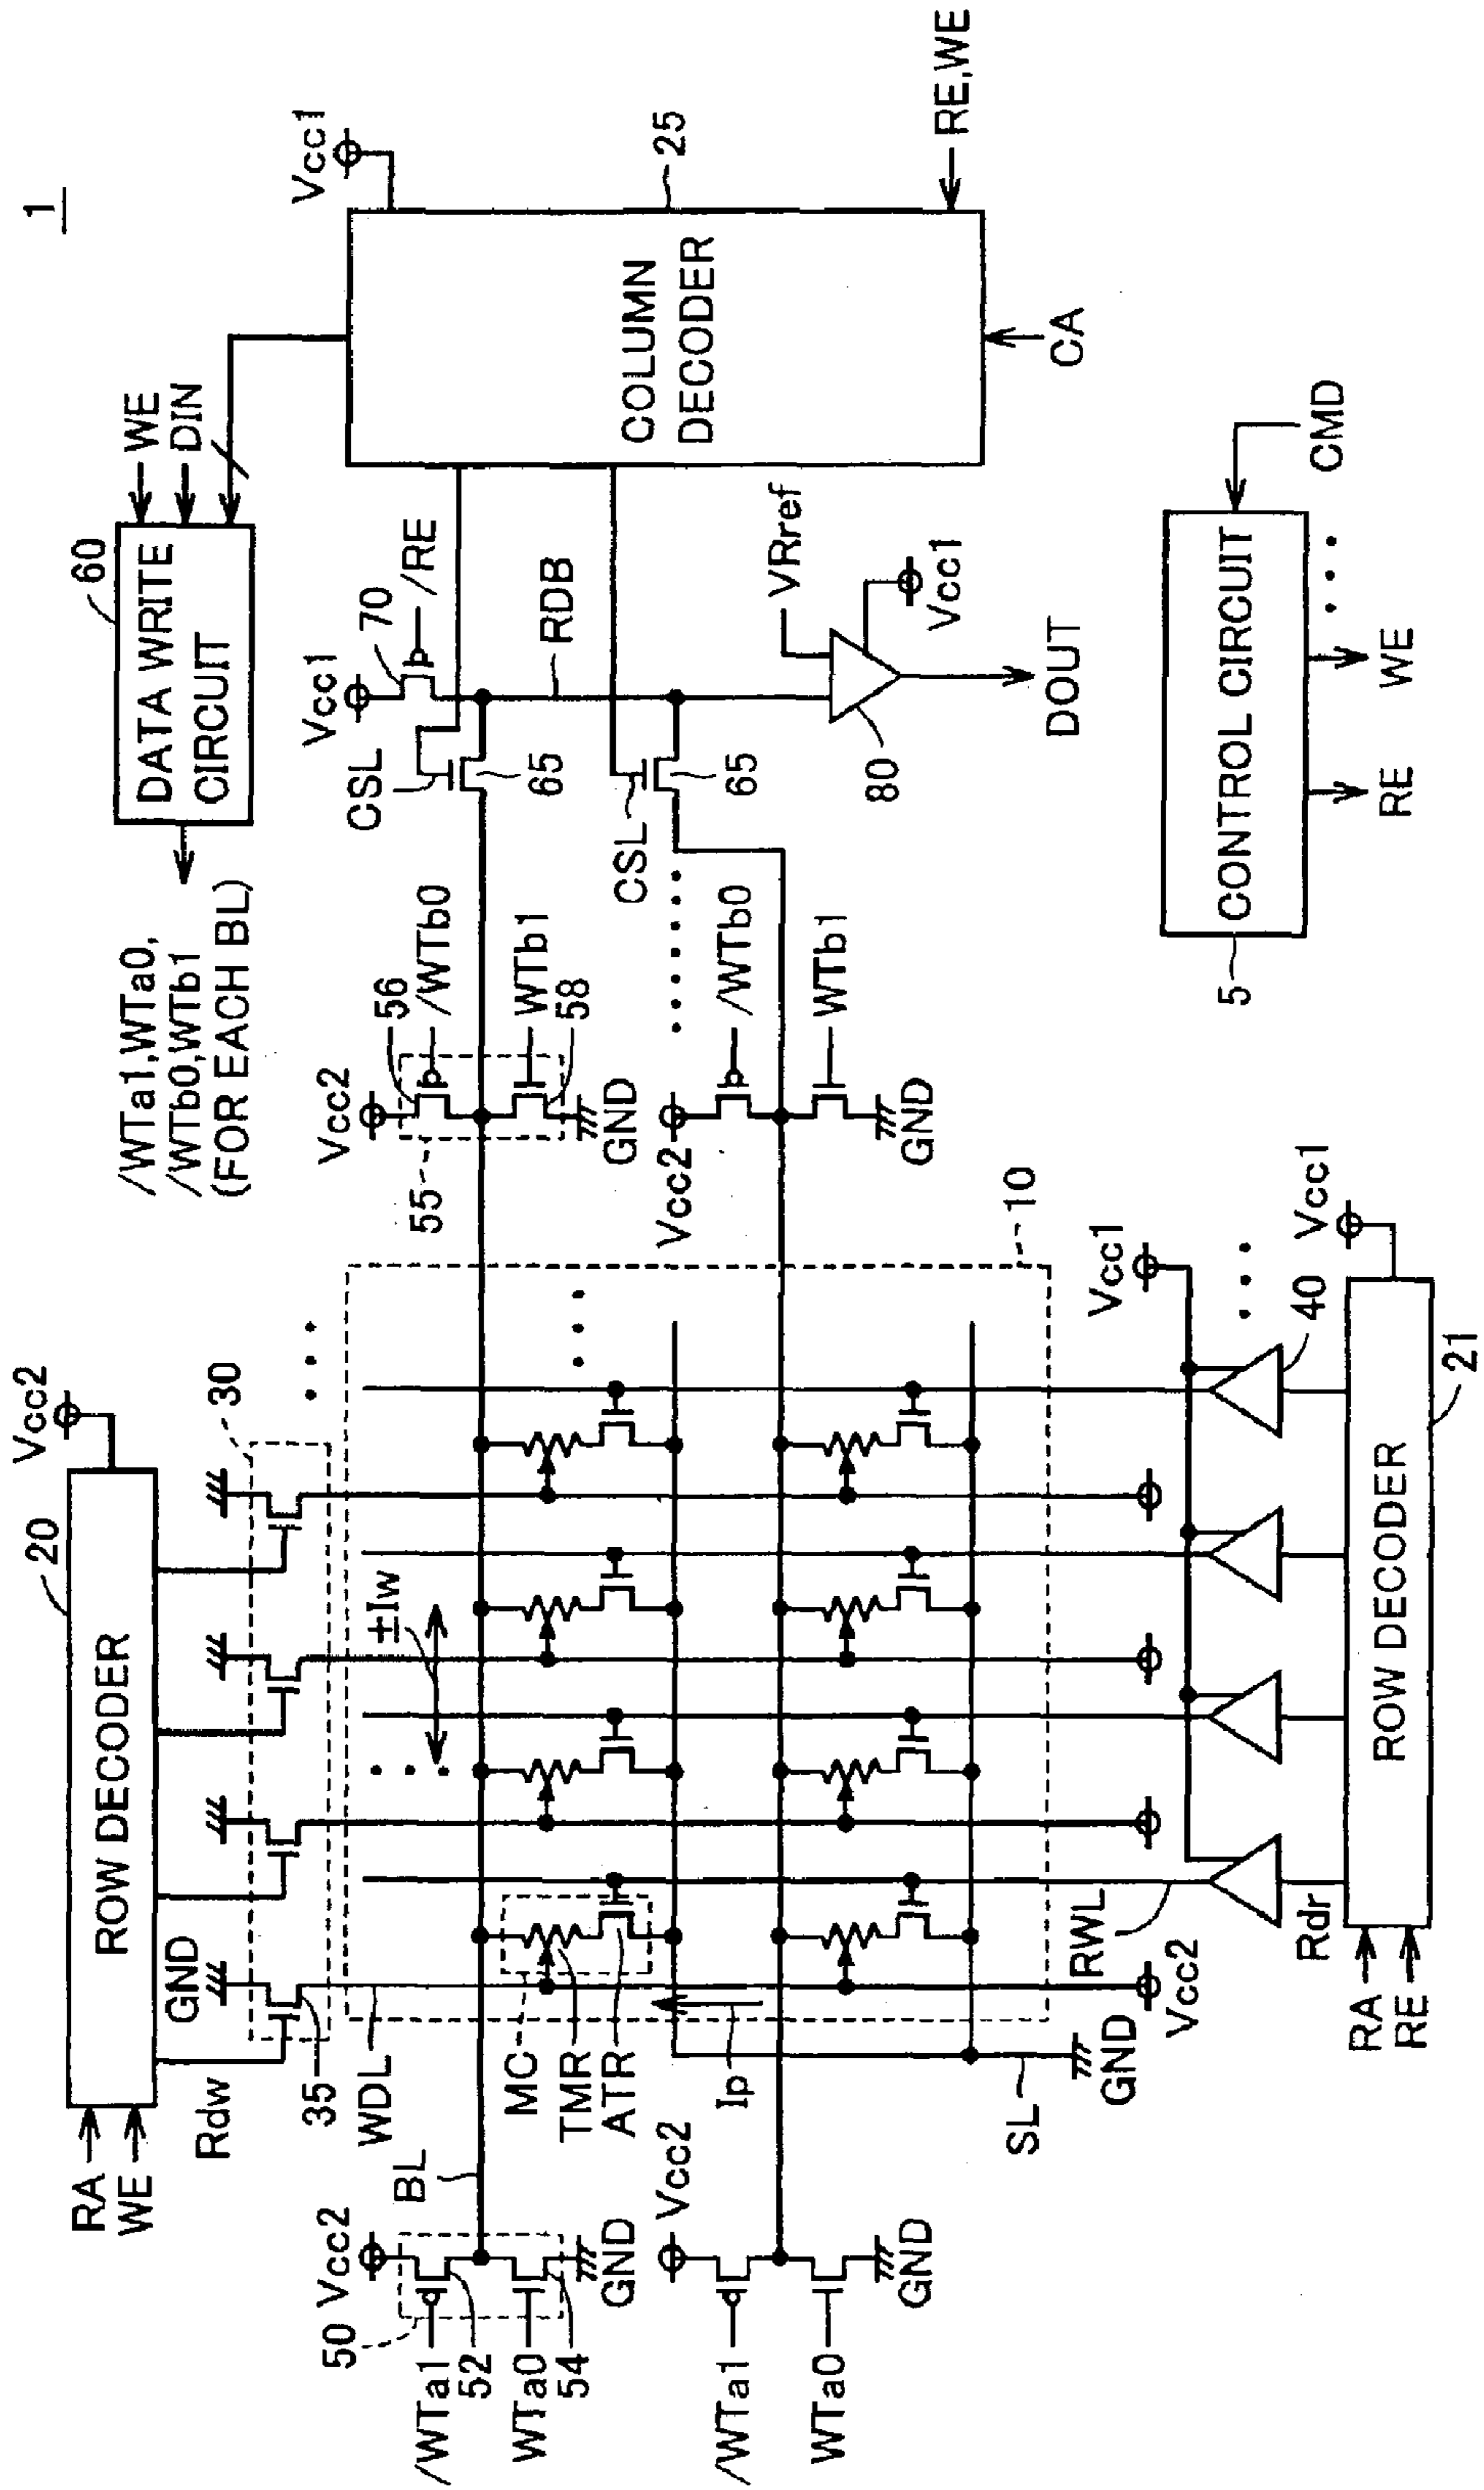 1
RA
WE
ROW DECODER
20
Vcc2
Rdw
GND
30
35
WDL
/WTa1,WTa0,
/WTb0,WTb1
(FOR EACH BL)
DATA WRITE
CIRCUIT
60
WE
DIN
Vcc1
50
Vcc2
/WTa1
52
WTa0
54
GND
BL
±Iw
MC
TMR
ATR
Ip
55
Vcc2
56
/WTb0
WTb1
58
GND
CSL
65
Vcc1
70
/RE
RDB
COLUMN
DECODER
25
RE,WE
CA
/WTa1
WTa0
Vcc2
GND
SL
GND
10
Vcc2
/WTb0
WTb1
GND
CSL
65
80
VRref
Vcc1
DOUT
RWL
Vcc2
Rdr
Vcc1
40
RA
RE
ROW DECODER
21
Vcc1
5
CONTROL CIRCUIT
CMD
RE
WE